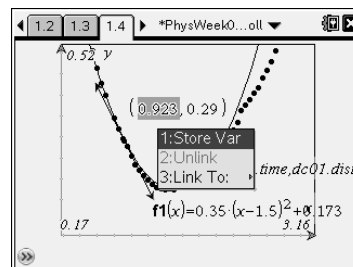 1.2 1.3 1.4 *PhysWeek0...oll
0.52 y
(0.923, 0.29)
1:Store Var
2:Unlink
3:Link To:
.time,dc01.dist
f1(x)=0.35·(x-1.5)²+0.173
x
0.17
3.16